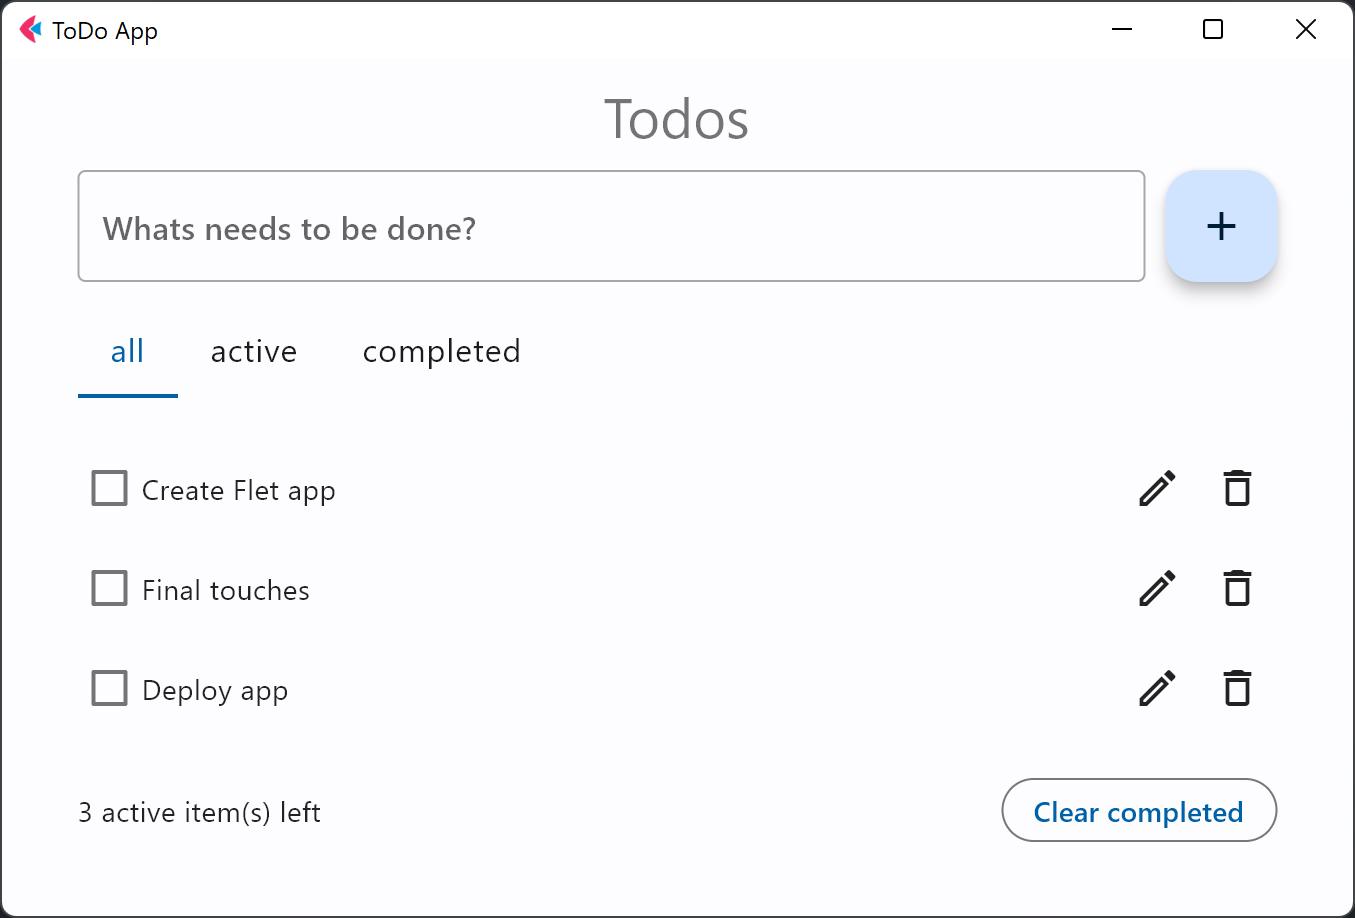 ToDo App
Todos
Whats needs to be done?
all active completed
Create Flet app
Final touches
Deploy app
3 active item(s) left
Clear completed